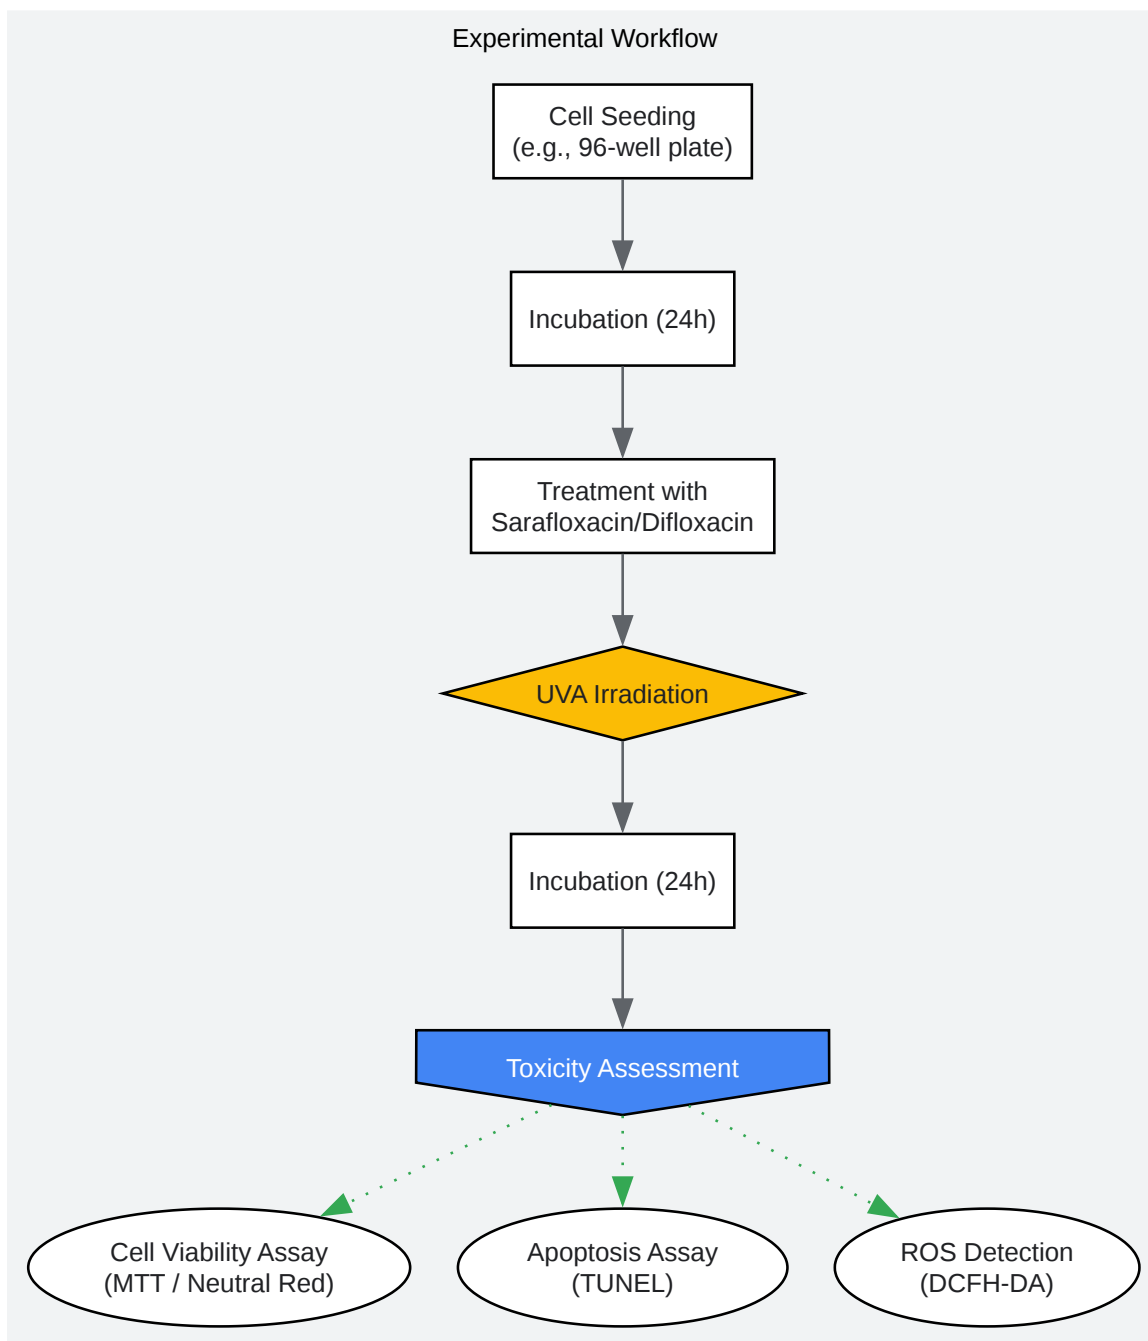 Experimental Workflow
Cell Seeding
(e.g., 96-well plate)
Incubation (24h)
Treatment with
Sarafloxacin/Difloxacin
UVA Irradiation
Incubation (24h)
Toxicity Assessment
Cell Viability Assay
(MTT / Neutral Red)
Apoptosis Assay
(TUNEL)
ROS Detection
(DCFH-DA)